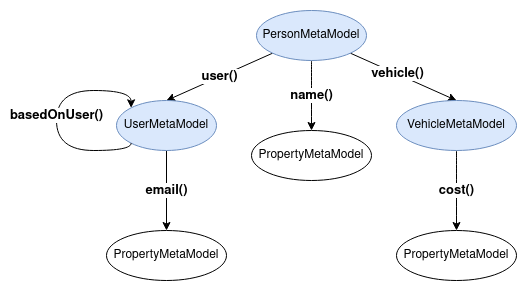 PersonMetaModel
user()
vehicle()
name()
basedOnUser()
UserMetaModel
VehicleMetaModel
PropertyMetaModel
email()
cost()
PropertyMetaModel
PropertyMetaModel